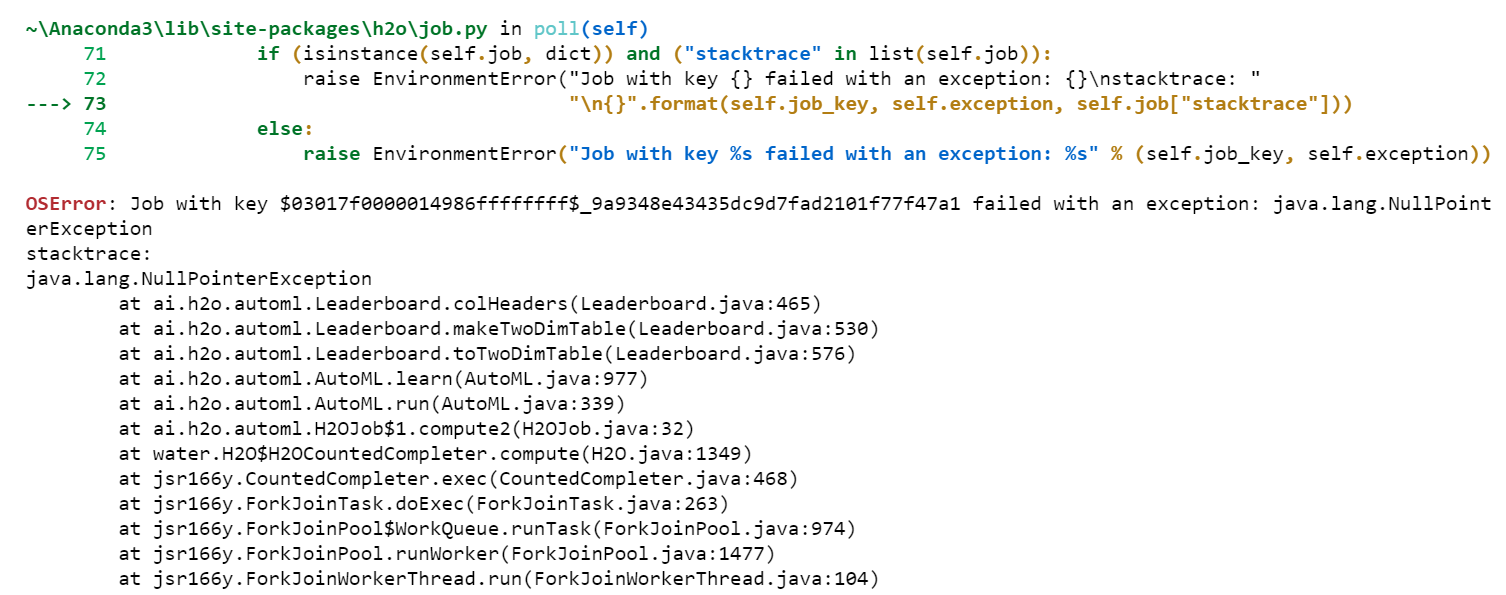 ~\Anaconda3\lib\site-packages\h2o\job.py in poll(self)
     71             if (isinstance(self.job, dict)) and ("stacktrace" in list(self.job)):
     72                 raise EnvironmentError("Job with key {} failed with an exception: {}\nstacktrace: "
---> 73                                        "\n{}".format(self.job_key, self.exception, self.job["stacktrace"]))
     74             else:
     75                 raise EnvironmentError("Job with key %s failed with an exception: %s" % (self.job_key, self.exception))
OSError: Job with key $03017f0000014986ffffffff$_9a9348e43435dc9d7fad2101f77f47a1 failed with an exception: java.lang.NullPoint
erException
stacktrace:
java.lang.NullPointerException
        at ai.h2o.automl.Leaderboard.colHeaders(Leaderboard.java:465)
        at ai.h2o.automl.Leaderboard.makeTwoDimTable(Leaderboard.java:530)
        at ai.h2o.automl.Leaderboard.toTwoDimTable(Leaderboard.java:576)
        at ai.h2o.automl.AutoML.learn(AutoML.java:977)
        at ai.h2o.automl.AutoML.run(AutoML.java:339)
        at ai.h2o.automl.H2OJob$1.compute2(H2OJob.java:32)
        at water.H2O$H2OCountedCompleter.compute(H2O.java:1349)
        at jsr166y.CountedCompleter.exec(CountedCompleter.java:468)
        at jsr166y.ForkJoinTask.doExec(ForkJoinTask.java:263)
        at jsr166y.ForkJoinPool$WorkQueue.runTask(ForkJoinPool.java:974)
        at jsr166y.ForkJoinPool.runWorker(ForkJoinPool.java:1477)
        at jsr166y.ForkJoinWorkerThread.run(ForkJoinWorkerThread.java:104)